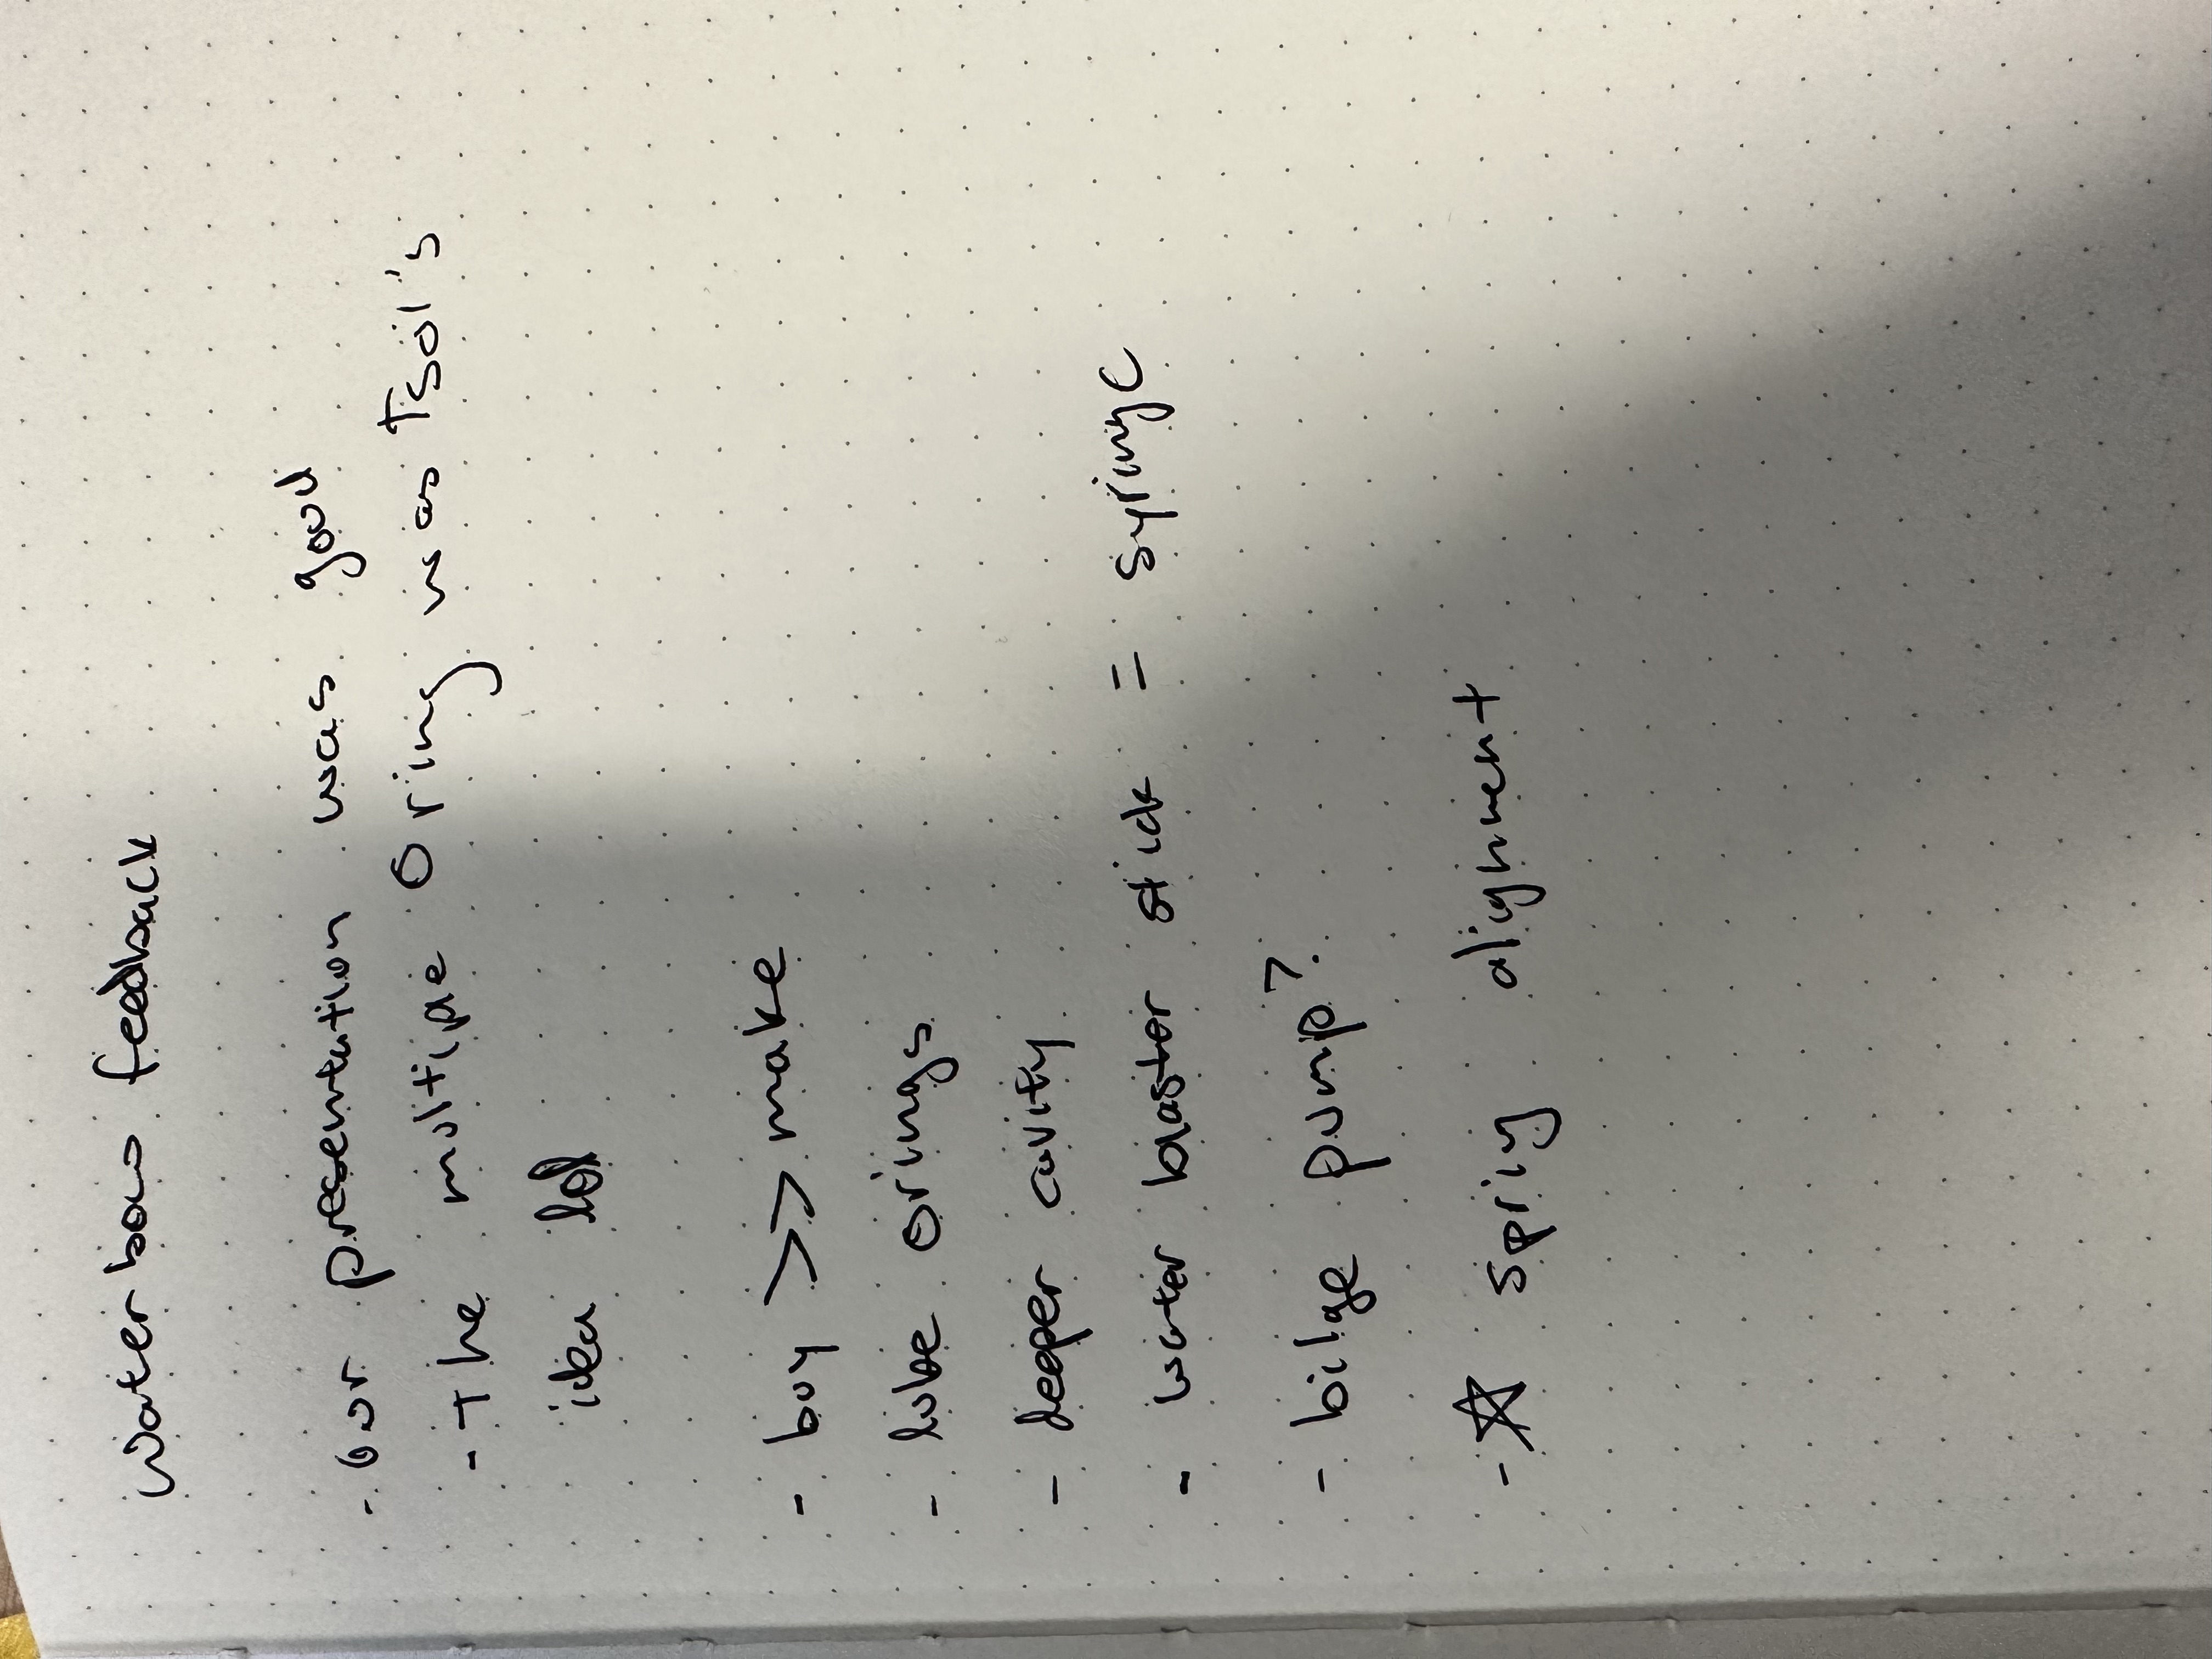 Water bow feedback
- Our presentation was good
- The multiple O ring was Tsol's
idea lol
- buy >> make
- lube orings
- deeper cavity
- water blaster stick = syringe
- bilge pump?
- ☆ spring alignment